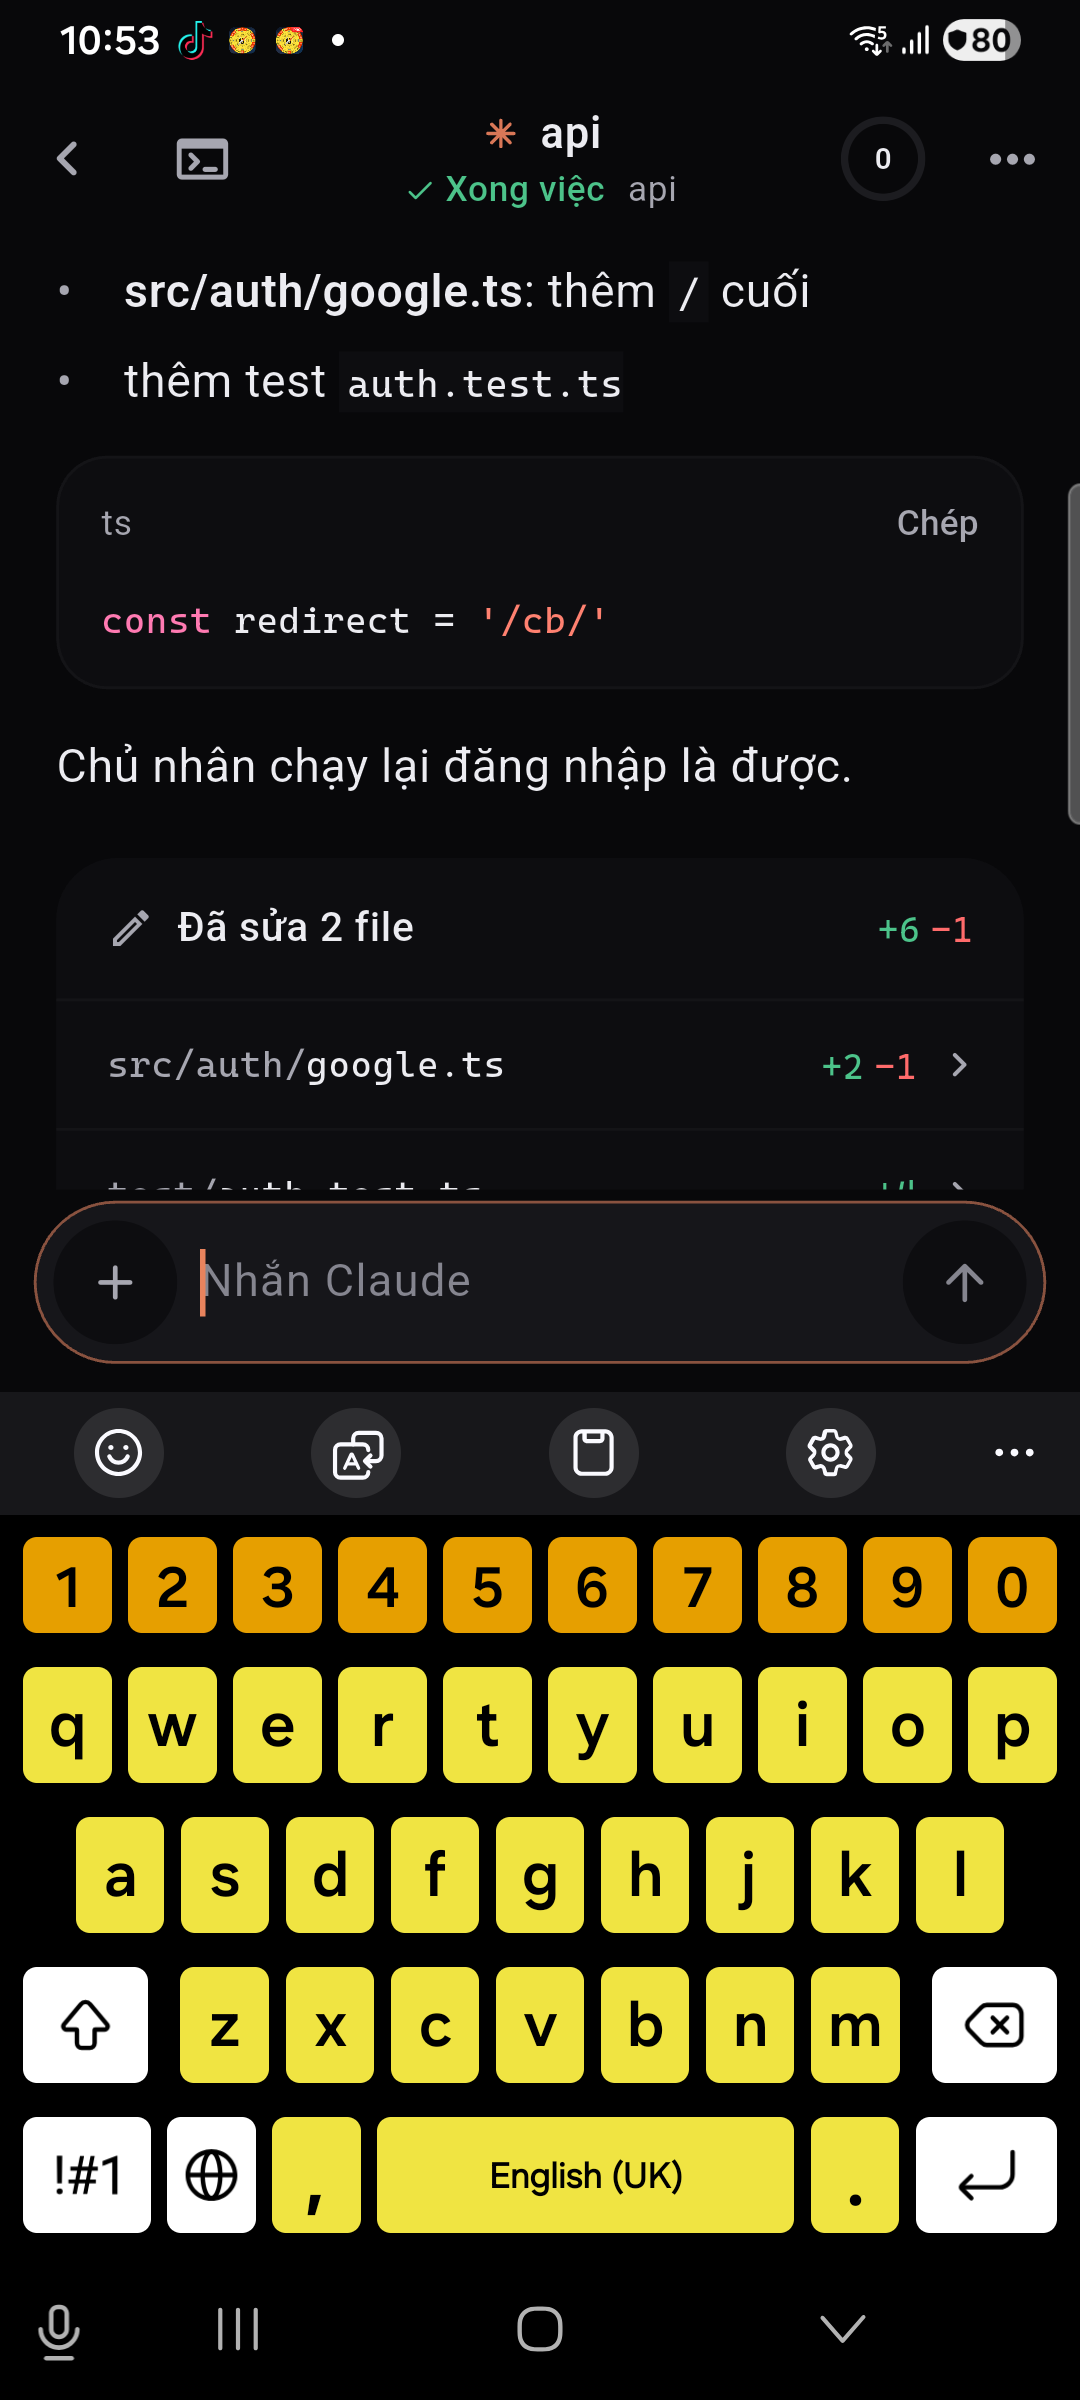 10:53
5
80
api
0
Xong việc api
src/auth/google.ts: thêm / cuối
thêm test auth.test.ts
ts Chép
const redirect = '/cb/'
Chủ nhân chạy lại đăng nhập là được.
Đã sửa 2 file +6 −1
src/auth/google.ts +2 −1
Nhắn Claude
1 2 3 4 5 6 7 8 9 0
q w e r t y u i o p
a s d f g h j k l
z x c v b n m
!#1 , English (UK) .